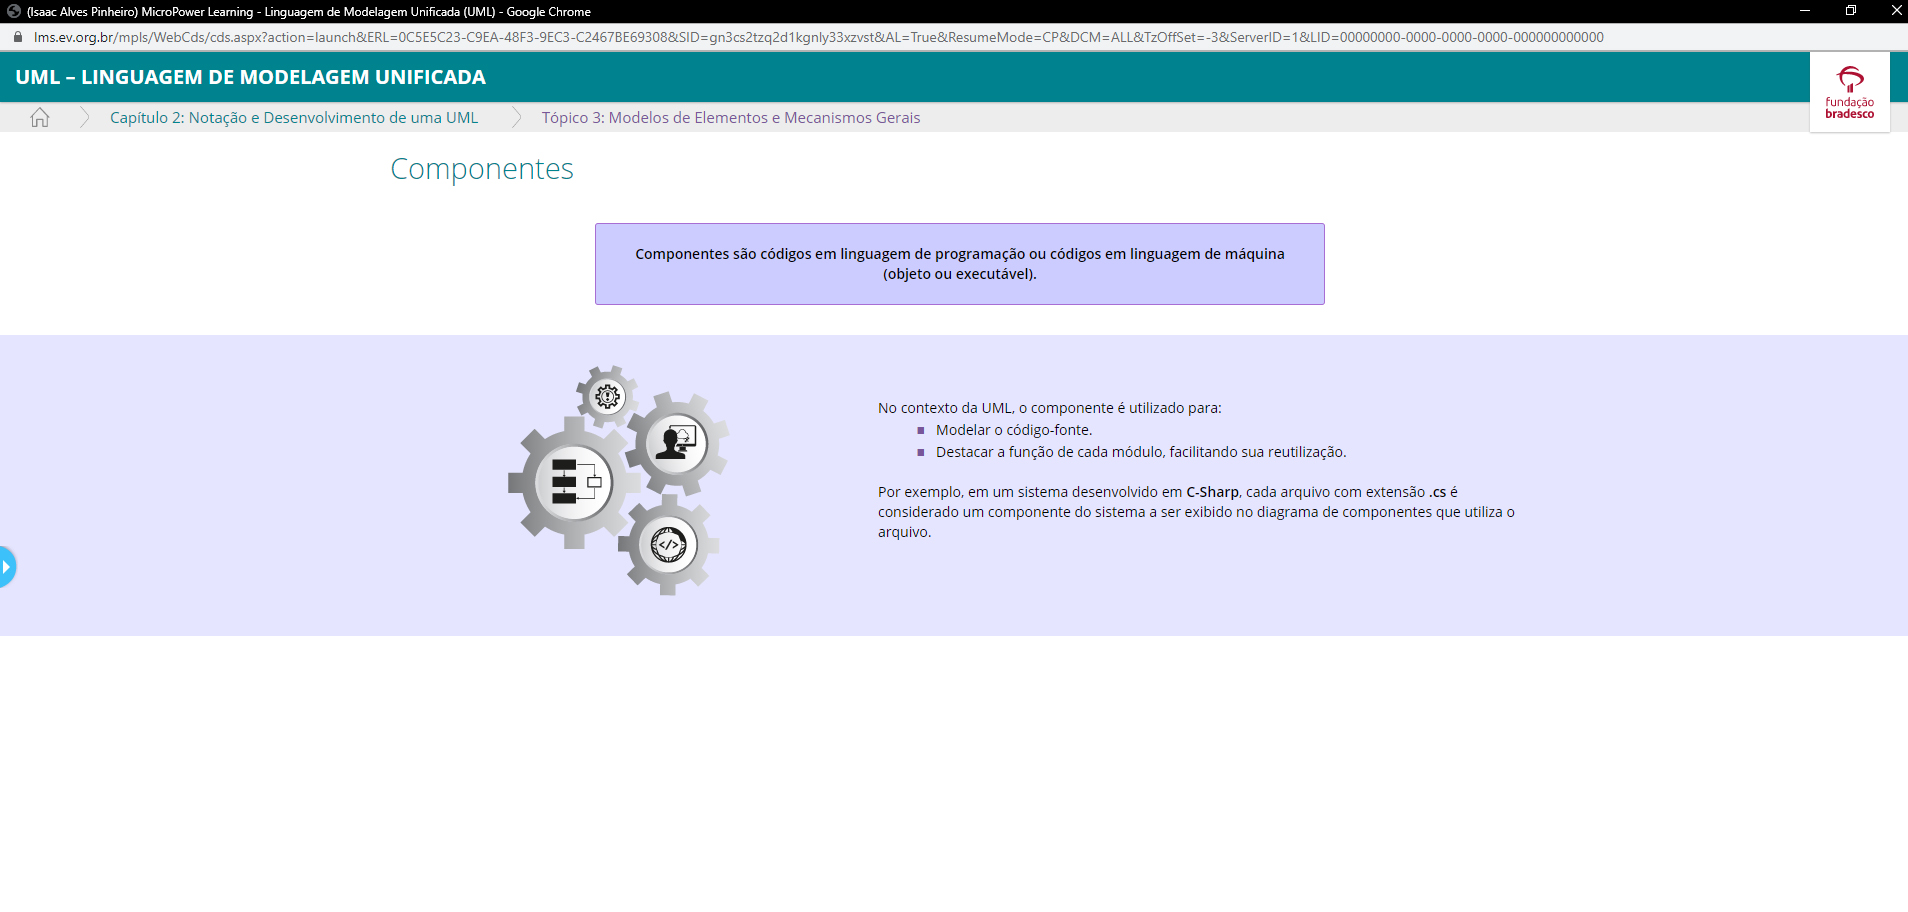 (Isaac Alves Pinheiro) MicroPower Learning - Linguagem de Modelagem Unificada (UML) - Google Chrome
lms.ev.org.br/mpls/WebCds/cds.aspx?action=launch&ERL=0C5E5C23-C9EA-48F3-9EC3-C2467BE69308&SID=gn3cs2tzq2d1kgnly33xzvst&AL=True&ResumeMode=CP&DCM=ALL&TzOffSet=-3&ServerID=1&LID=00000000-0000-0000-0000-000000000000
UML – LINGUAGEM DE MODELAGEM UNIFICADA
fundação
bradesco
Capítulo 2: Notação e Desenvolvimento de uma UML
Tópico 3: Modelos de Elementos e Mecanismos Gerais
Componentes
Componentes são códigos em linguagem de programação ou códigos em linguagem de máquina
(objeto ou executável).
No contexto da UML, o componente é utilizado para:
Modelar o código-fonte.
Destacar a função de cada módulo, facilitando sua reutilização.
Por exemplo, em um sistema desenvolvido em C-Sharp, cada arquivo com extensão .cs é
considerado um componente do sistema a ser exibido no diagrama de componentes que utiliza o
arquivo.